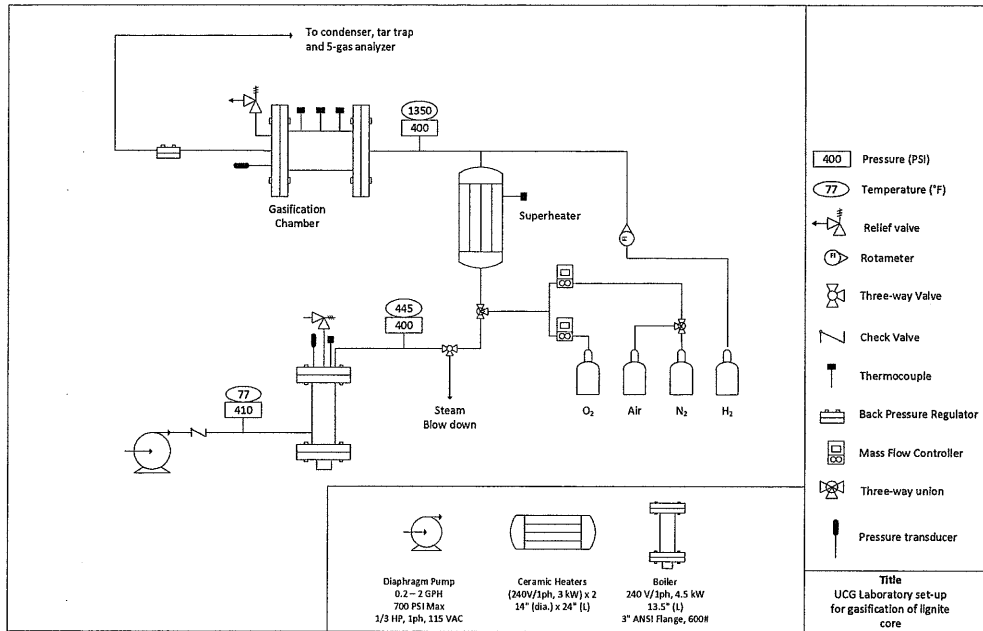 To condenser, tar trap
and 5-gas analyzer
1350
400
Gasification
Chamber
Superheater
FI
445
400
77
410
Steam
Blow down
O₂
Air
N₂
H₂
400 Pressure (PSI)
77 Temperature (°F)
Relief valve
FI Rotameter
Three-way Valve
Check Valve
Thermocouple
Back Pressure Regulator
Mass Flow Controller
Three-way union
Pressure transducer
Diaphragm Pump
0.2 – 2 GPH
700 PSI Max
1/3 HP, 1ph, 115 VAC
Ceramic Heaters
(240V/1ph, 3 kW) x 2
14" (dia.) x 24" (L)
Boiler
240 V/1ph, 4.5 kW
13.5" (L)
3" ANSI Flange, 600#
Title
UCG Laboratory set-up
for gasification of lignite
core